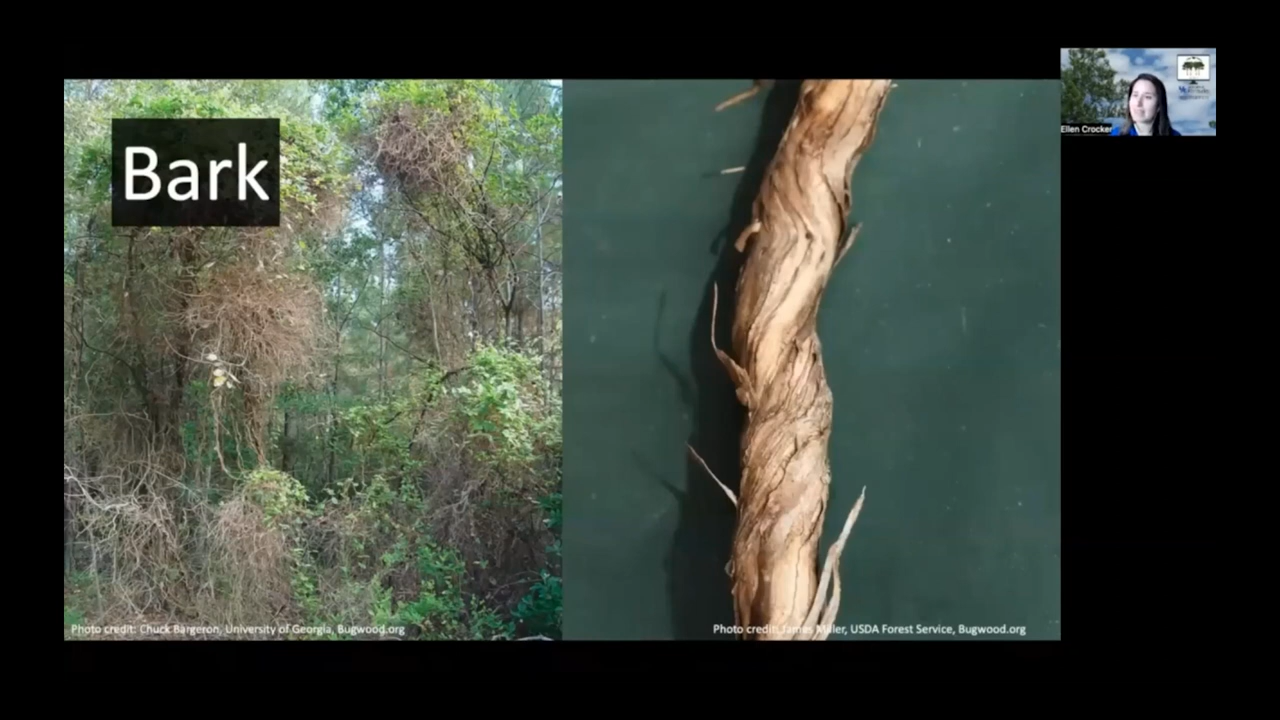 Bark
Ellen Crocker
Photo credit: Chuck Bargeron, University of Georgia, Bugwood.org
Photo credit: James Miller, USDA Forest Service, Bugwood.org